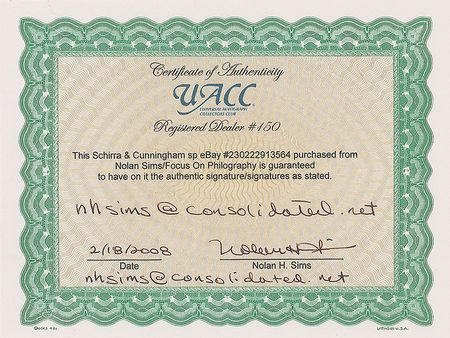 Certificate of Authenticity
UACC
UNIVERSAL AUTOGRAPH
COLLECTORS CLUB
Registered Dealer #150
This Schirra & Cunningham sp eBay #230222913564 purchased from
Nolan Sims/Focus On Philography is guaranteed
to have on it the authentic signature/signatures as stated.
nhsims@consolidated.net
2/18/2008
Date
Nolan H. Sims
nhsims@consolidated.net
LITHO IN U.S.A.